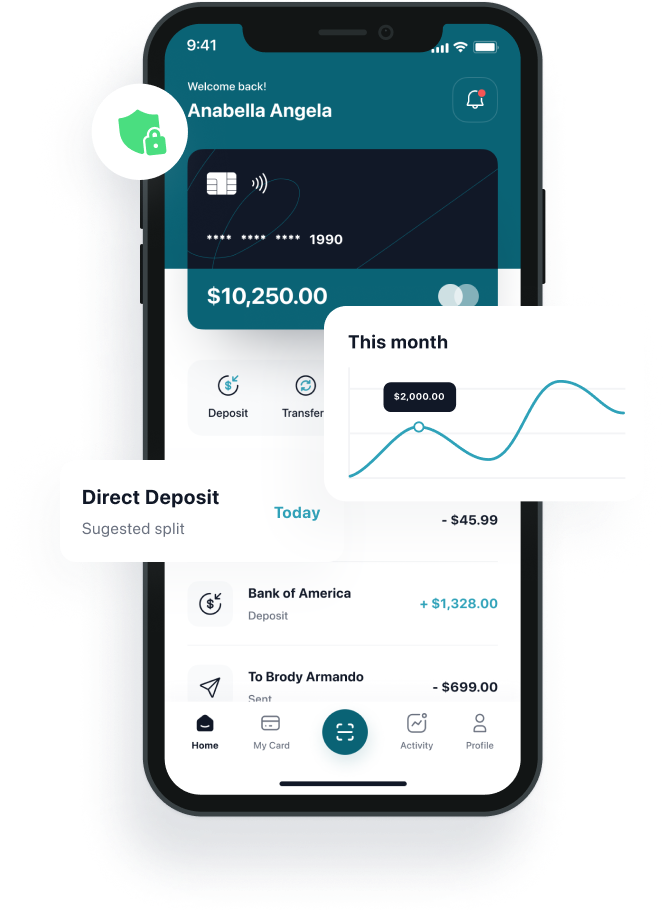 9:41
Welcome back!
Anabella Angela
**** **** **** 1990
$10,250.00
This month
$2,000.00
Deposit
Transfer
Direct Deposit
Sugested split
Today
- $45.99
Bank of America
Deposit
+ $1,328.00
To Brody Armando
Sent
- $699.00
Home
My Card
Activity
Profile